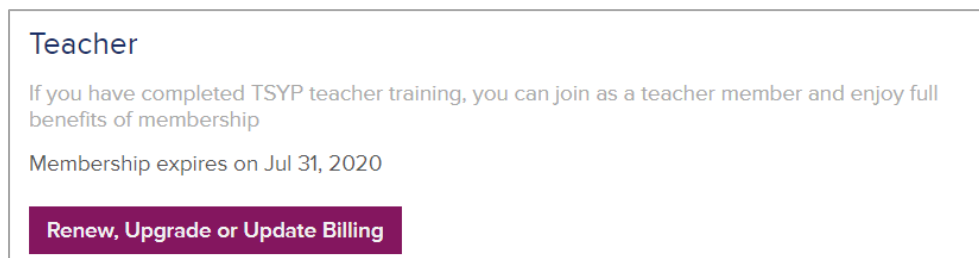 Teacher
If you have completed TSYP teacher training, you can join as a teacher member and enjoy full
benefits of membership
Membership expires on Jul 31, 2020
Renew, Upgrade or Update Billing